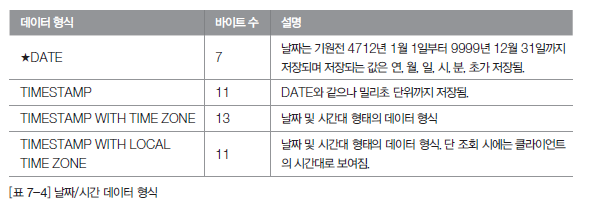 데이터 형식 바이트 수 설명
★DATE 7 날짜는 기원전 4712년 1월 1일부터 9999년 12월 31일까지
저장되며 저장되는 값은 연, 월, 일, 시, 분, 초가 저장됨.
TIMESTAMP 11 DATE와 같으나 밀리초 단위까지 저장됨.
TIMESTAMP WITH TIME ZONE 13 날짜 및 시간대 형태의 데이터 형식
TIMESTAMP WITH LOCAL
TIME ZONE 11 날짜 및 시간대 형태의 데이터 형식. 단 조회 시에는 클라이언트
의 시간대로 보여짐.
[표 7-4] 날짜/시간 데이터 형식